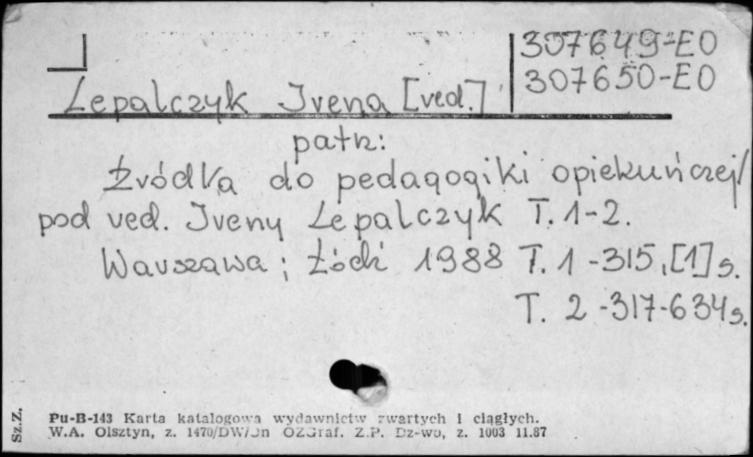 307649-EO
307650-EO
Lepalczyk Irena [red.]
patrz:
Źródła do pedagogiki opiekuńczej/
pod red. Ireny Lepalczyk T. 1-2.
Warszawa; Łódź 1988 T. 1 -315,[1]s.
T. 2 -317-634s.
Sz.Z.
Pu-B-143 Karta katalogowa wydawnictw zwartych i ciągłych.
W.A. Olsztyn, z. 1470/DW/Jn OZGraf. Z.P. Dz-wo, z. 1003 11.87